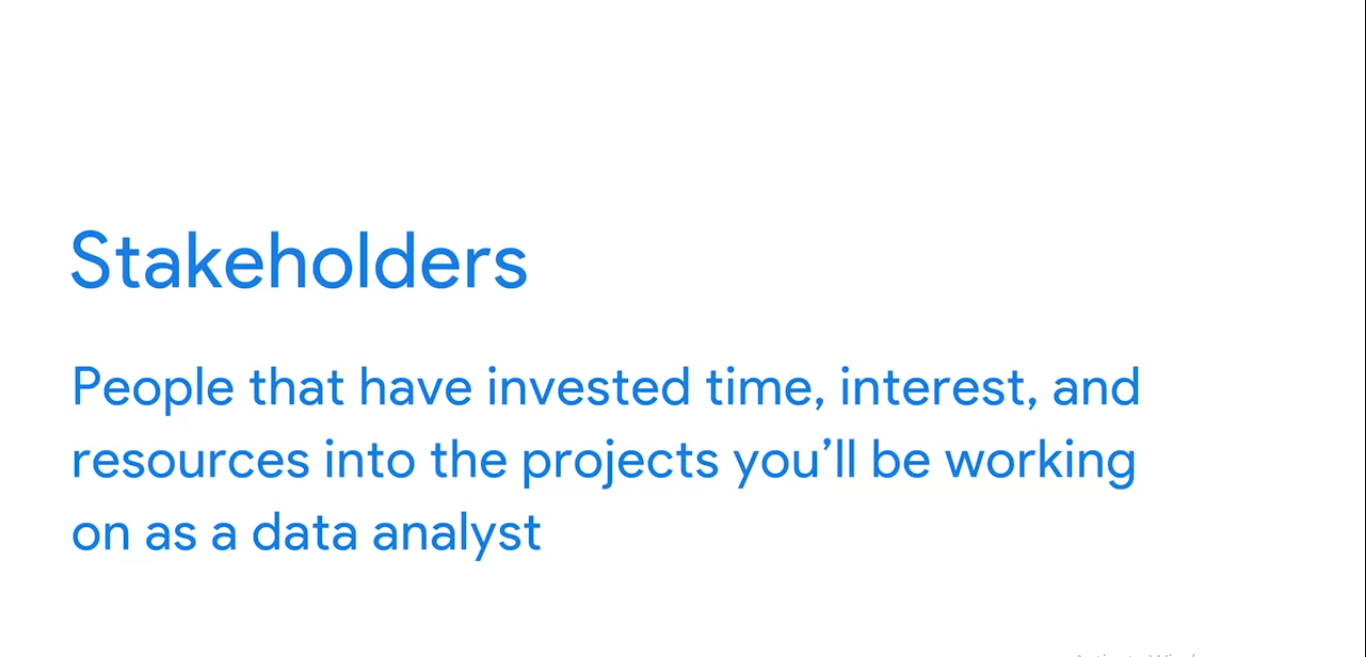 Stakeholders
People that have invested time, interest, and
resources into the projects you’ll be working
on as a data analyst